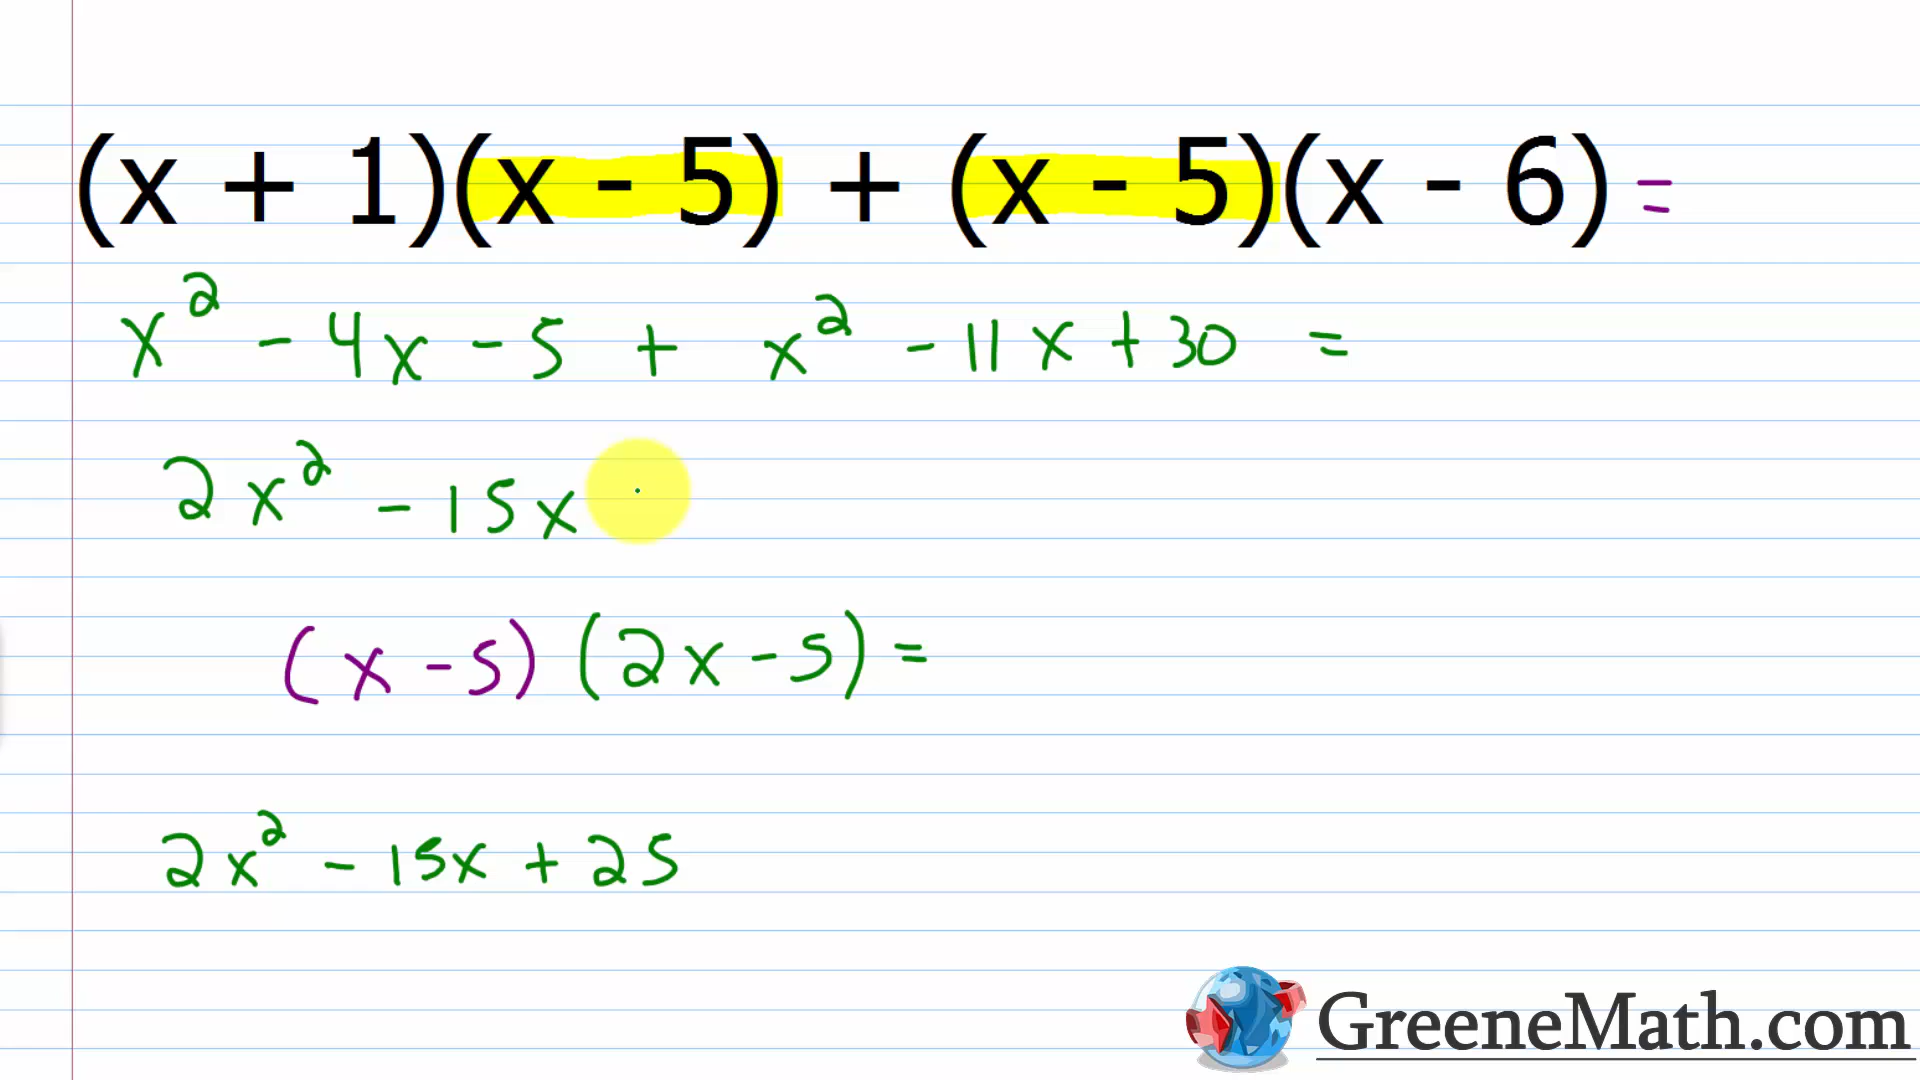 (x + 1)(x - 5) + (x - 5)(x - 6) =
x² - 4x - 5 + x² - 11x + 30 =
2x² - 15x
(x - 5)(2x - 5) =
2x² - 15x + 25
GreeneMath.com